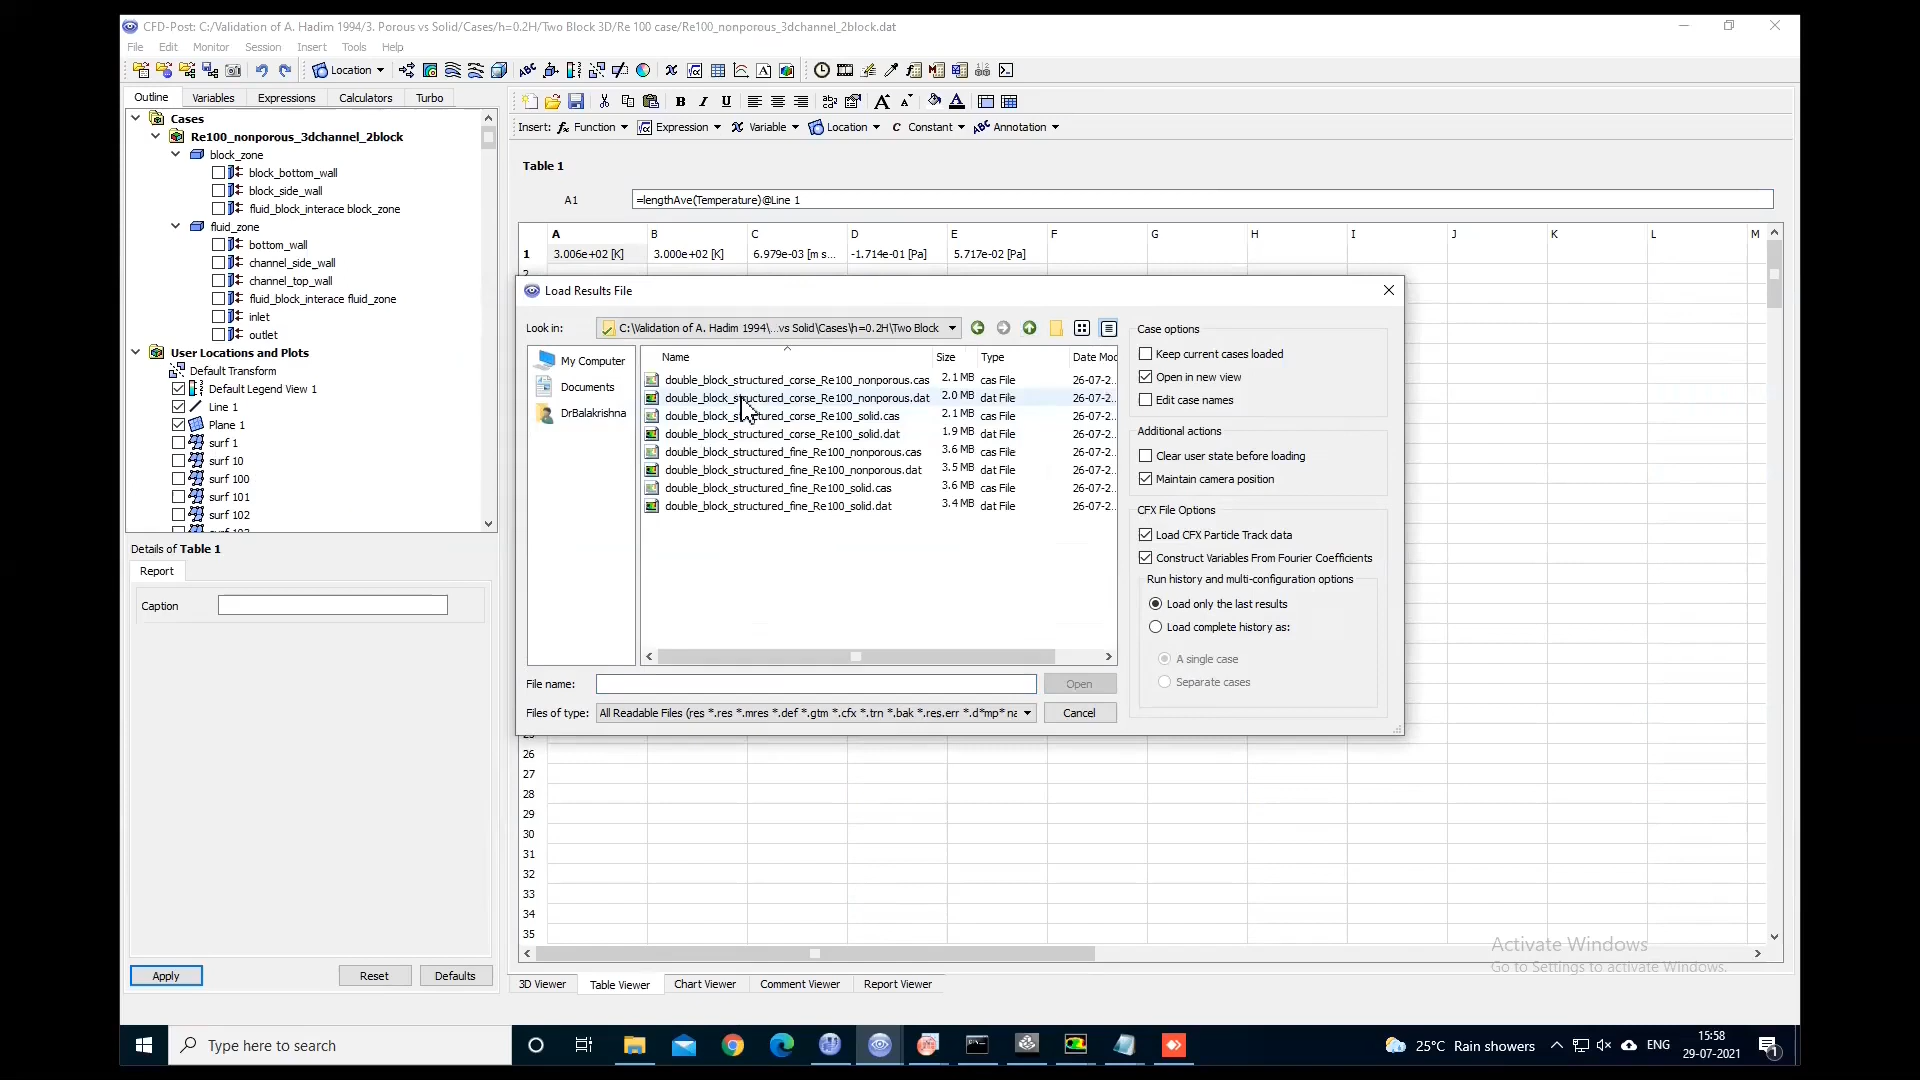 CFD-Post: C:/Validation of A. Hadim 1994/3. Porous vs Solid/Cases/h=0.2H/Two Block 3D/Re 100 case/Re100_nonporous_3dchannel_2block.dat
File Edit Monitor Session Insert Tools Help
Location
Outline Variables Expressions Calculators Turbo
Cases
Re100_nonporous_3dchannel_2block
block_zone
block_bottom_wall
block_side_wall
fluid_block_interace block_zone
fluid_zone
bottom_wall
channel_side_wall
channel_top_wall
fluid_block_interace fluid_zone
inlet
outlet
User Locations and Plots
Default Transform
Default Legend View 1
Line 1
Plane 1
surf 1
surf 10
surf 100
surf 101
surf 102
Details of Table 1
Report
Caption
Apply Reset Defaults
Insert: Function Expression Variable Location Constant Annotation
Table 1
A1 =lengthAve(Temperature)@Line 1
A B C D E F G H I J K L M
1 3.006e+02 [K] 3.000e+02 [K] 6.979e-03 [m s... -1.714e-01 [Pa] 5.717e-02 [Pa]
Load Results File
Look in: C:\Validation of A. Hadim 1994\...vs Solid\Cases\h=0.2H\Two Block
My Computer
Documents
DrBalakrishna
Name Size Type Date Mod
double_block_structured_corse_Re100_nonporous.cas 2.1 MB cas File 26-07-2...
double_block_structured_corse_Re100_nonporous.dat 2.0 MB dat File 26-07-2...
double_block_structured_corse_Re100_solid.cas 2.1 MB cas File 26-07-2...
double_block_structured_corse_Re100_solid.dat 1.9 MB dat File 26-07-2...
double_block_structured_fine_Re100_nonporous.cas 3.6 MB cas File 26-07-2...
double_block_structured_fine_Re100_nonporous.dat 3.5 MB dat File 26-07-2...
double_block_structured_fine_Re100_solid.cas 3.6 MB cas File 26-07-2...
double_block_structured_fine_Re100_solid.dat 3.4 MB dat File 26-07-2...
File name: Open
Files of type: All Readable Files (res *.res *.mres *.def *.gtm *.cfx *.trn *.bak *.res.err *.d*mp* na Cancel
Case options
Keep current cases loaded
Open in new view
Edit case names
Additional actions
Clear user state before loading
Maintain camera position
CFX File Options
Load CFX Particle Track data
Construct Variables From Fourier Coefficients
Run history and multi-configuration options
Load only the last results
Load complete history as:
A single case
Separate cases
26
27
28
29
30
31
32
33
34
35
Activate Windows
Go to Settings to activate Windows.
3D Viewer Table Viewer Chart Viewer Comment Viewer Report Viewer
Type here to search
25°C Rain showers ENG 15:58
29-07-2021
1